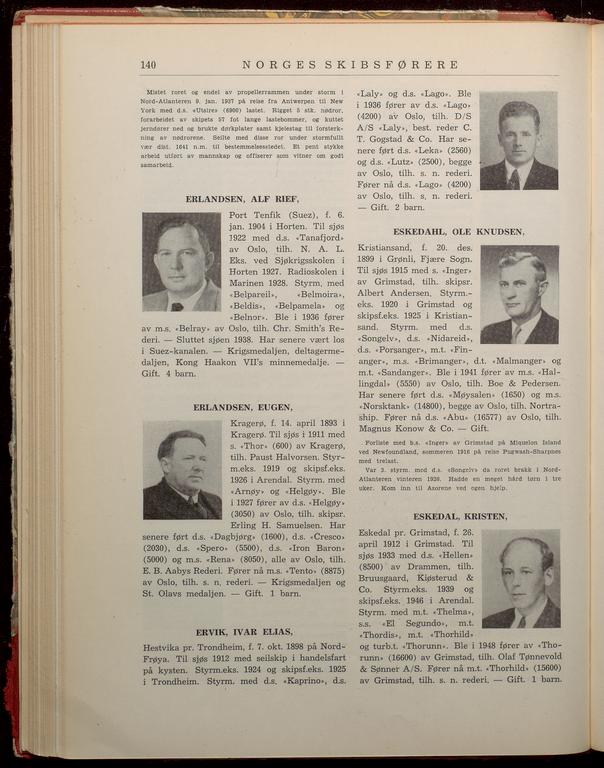 140
NORGES SKIBSFØRERE
Mistet roret og endel av propellerrammen under storm i
Nord-Atlanteren 9. jan. 1937 på reise fra Antwerpen til New
York med d.s. «Utsire» (6900) lastet. Rigget 5 stk. nødror,
forarbeidet av skipets 57 fot lange lastebommer, og kuttet
jerndører ned og brukte dørkplater samt kjelestag til forsterk-
ning av nødrorene. Seilte med disse ror under stormfullt
vær dist. 1641 n.m. til bestemmelsesstedet. Et pent stykke
arbeid utført av mannskap og offiserer som vitner om godt
samarbeid.
ERLANDSEN, ALF RIEF,
Port Tenfik (Suez), f. 6.
jan. 1904 i Horten. Til sjøs
1922 med d.s. «Tanafjord»
av Oslo, tilh. N. A. L.
Eks. ved Sjøkrigsskolen i
Horten 1927. Radioskolen i
Marinen 1928. Styrm. med
«Belpareil», «Belmoira»,
«Beldis», «Belpamela» og
«Belnor». Ble i 1936 fører
av m.s. «Belray» av Oslo, tilh. Chr. Smith's Re-
deri. — Sluttet sjøen 1938. Har senere vært los
i Suez-kanalen. — Krigsmedaljen, deltagerme-
daljen, Kong Haakon VII's minnemedalje. —
Gift. 4 barn.
ERLANDSEN, EUGEN,
Kragerø, f. 14. april 1893 i
Kragerø. Til sjøs i 1911 med
s. «Thor» (600) av Kragerø,
tilh. Paust Halvorsen. Styr-
m.eks. 1919 og skipsf.eks.
1926 i Arendal. Styrm. med
«Arnøy» og «Helgøy». Ble
i 1927 fører av d.s. «Helgøy»
(3050) av Oslo, tilh. skipsr.
Erling H. Samuelsen. Har
senere ført d.s. «Dagbjørg» (1600), d.s. «Cresco»
(2030), d.s. «Spero» (5500), d.s. «Iron Baron»
(5000) og m.s. «Rena» (8050), alle av Oslo, tilh.
E. B. Aabys Rederi. Fører nå m.s. «Tento» (8875)
av Oslo, tilh. s. n. rederi. — Krigsmedaljen og
St. Olavs medaljen. — Gift. 1 barn.
ERVIK, IVAR ELIAS,
Hestvika pr. Trondheim, f. 7. okt. 1898 på Nord-
Frøya. Til sjøs 1912 med seilskip i handelsfart
på kysten. Styrm.eks. 1924 og skipsf.eks. 1925
i Trondheim. Styrm. med d.s. «Kaprino», d.s.
«Laly» og d.s. «Lago». Ble
i 1936 fører av d.s. «Lago»
(4200) av Oslo, tilh. D/S
A/S «Laly», best. reder C.
T. Gogstad & Co. Har se-
nere ført d.s. «Leka» (2560)
og d.s. «Lutz» (2500), begge
av Oslo, tilh. s. n. rederi.
Fører nå d.s. «Lago» (4200)
av Oslo, tilh. s. n. rederi.
— Gift. 2 barn.
ESKEDAHL, OLE KNUDSEN,
Kristiansand, f. 20. des.
1899 i Grønli, Fjære Sogn.
Til sjøs 1915 med s. «Inger»
av Grimstad, tilh. skipsr.
Albert Andersen. Styrm.-
eks. 1920 i Grimstad og
skipsf.eks. 1925 i Kristian-
sand. Styrm. med d.s.
«Songelv», d.s. «Nidareid»,
d.s. «Porsanger», m.t. «Fin-
anger», m.s. «Brimanger», d.t. «Malmanger» og
m.t. «Sandanger». Ble i 1941 fører av m.s. «Hal-
lingdal» (5550) av Oslo, tilh. Boe & Pedersen.
Har senere ført d.s. «Møysalen» (1650) og m.s.
«Norsktank» (14800), begge av Oslo, tilh. Nortra-
ship. Fører nå d.s. «Abu» (16577) av Oslo, tilh.
Magnus Konow & Co. — Gift.
Forliste med b.s. «Inger» av Grimstad på Miquelon Island
ved Newfoundland, sommeren 1916 på reise Pugwash-Sharpnes
med trelast.
Var 3. styrm. med d.s. «Songelv» da roret brakk i Nord-
Atlanteren vinteren 1928. Hadde en meget hård tørn i tre
uker. Kom inn til Azorene ved egen hjelp.
ESKEDAL, KRISTEN,
Eskedal pr. Grimstad, f. 26.
april 1912 i Grimstad. Til
sjøs 1933 med d.s. «Hellen»
(8500) av Drammen, tilh.
Bruusgaard, Kiøsterud &
Co. Styrm.eks. 1939 og
skipsf.eks. 1946 i Arendal.
Styrm. med m.t. «Thelma»,
s.s. «El Segundo», m.t.
«Thordis», m.t. «Thorhild»
og turb.t. «Thorunn». Ble i 1948 fører av «Tho-
runn» (16600) av Grimstad, tilh. Olaf Tønnevold
& Sønner A/S. Fører nå m.t. «Thorhild» (15600)
av Grimstad, tilh. s. n. rederi. — Gift. 1 barn.